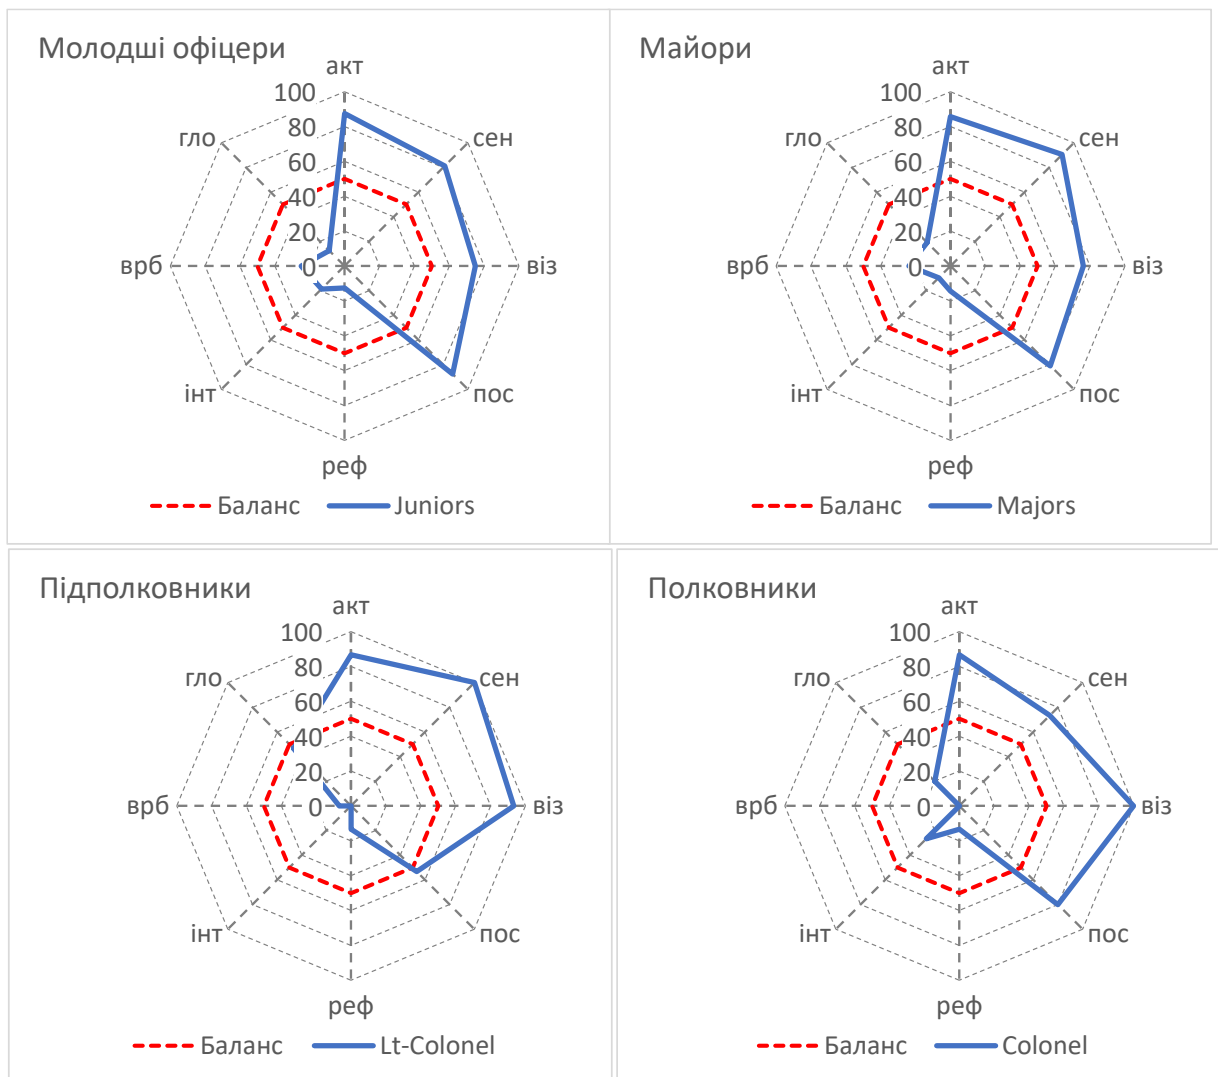 Молодші офіцери
акт
100
80
60
40
20
0
гло
сен
врб
віз
інт
пос
реф
Баланс
Juniors
Майори
акт
100
80
60
40
20
0
гло
сен
врб
віз
інт
пос
реф
Баланс
Majors
Підполковники
акт
100
80
60
40
20
0
гло
сен
врб
віз
інт
пос
реф
Баланс
Lt-Colonel
Полковники
акт
100
80
60
40
20
0
гло
сен
врб
віз
інт
пос
реф
Баланс
Colonel